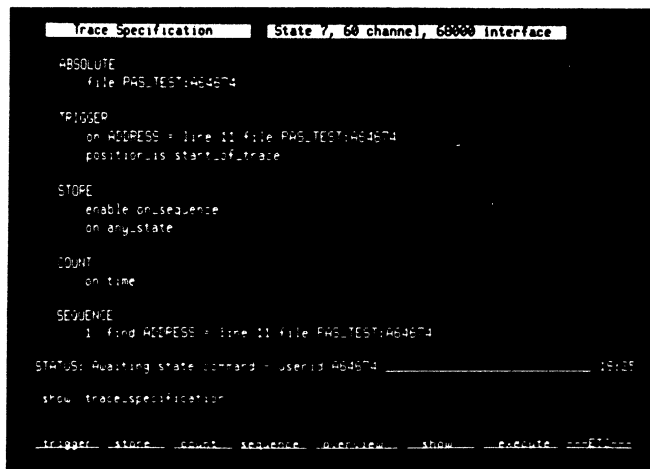 Trace Specification State 7, 60 channel, 68000 interface
ABSOLUTE
file PAS_TEST:A64674
TRIGGER
on ADDRESS = line 11 file PAS_TEST:A64674
position_is start_of_trace
STORE
enable on_sequence
on any_state
COUNT
on time
SEQUENCE
1 find ADDRESS = line 11 file PAS_TEST:A64674
STATUS: Awaiting state command - userid A64674 19:25
show trace_specification
trigger store count sequence overview show execute ---ETC---